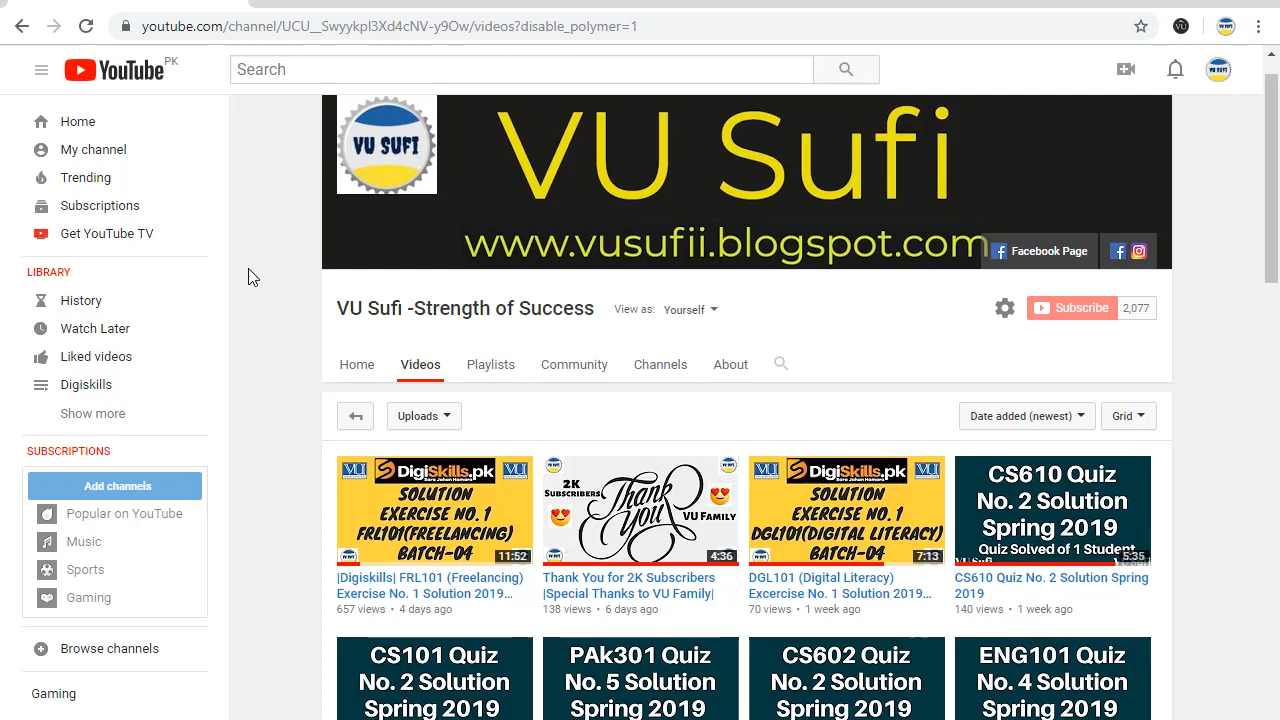 youtube.com/channel/UCU__Swyykpl3Xd4cNV-y9Ow/videos?disable_polymer=1
YouTube PK
Search
VU SUFI
Home
My channel
Trending
Subscriptions
Get YouTube TV
LIBRARY
History
Watch Later
Liked videos
Digiskills
Show more
SUBSCRIPTIONS
Add channels
Popular on YouTube
Music
Sports
Gaming
Browse channels
Gaming
VU SUFI
VU Sufi
www.vusufii.blogspot.com
Facebook Page
VU Sufi -Strength of Success
View as: Yourself
Subscribe 2,077
Home Videos Playlists Community Channels About
Uploads
Date added (newest)
Grid
VU DigiSkills.pk VU
SOLUTION
EXERCISE NO. 1
FRL101(FREELANCING)
BATCH-04
11:52
|Digiskills| FRL101 (Freelancing)
Exercise No. 1 Solution 2019...
657 views • 4 days ago
2K
SUBSCRIBERS
Thank
You
VU FAMILY
4:36
Thank You for 2K Subscribers
|Special Thanks to VU Family|
138 views • 6 days ago
VU DigiSkills.pk VU
SOLUTION
EXERCISE NO. 1
DGL101(DIGITAL LITERACY)
BATCH-04
7:13
DGL101 (Digital Literacy)
Excercise No. 1 Solution 2019...
70 views • 1 week ago
CS610 Quiz
No. 2 Solution
Spring 2019
Quiz Solved of 1 Student
VU Sufi
5:35
CS610 Quiz No. 2 Solution Spring
2019
140 views • 1 week ago
CS101 Quiz
No. 2 Solution
Spring 2019
PAk301 Quiz
No. 5 Solution
Spring 2019
CS602 Quiz
No. 2 Solution
Spring 2019
ENG101 Quiz
No. 4 Solution
Spring 2019